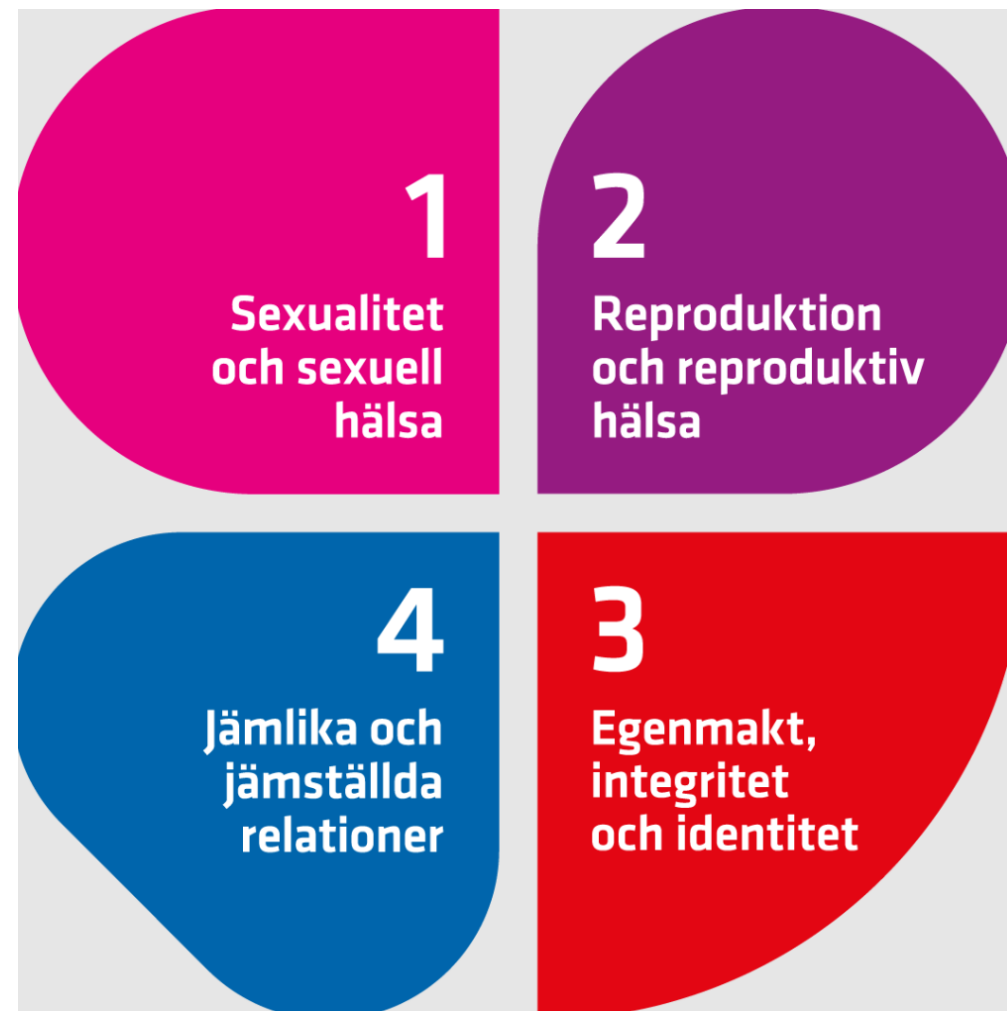 1
Sexualitet
och sexuell
hälsa
2
Reproduktion
och reproduktiv
hälsa
4
Jämlika och
jämställda
relationer
3
Egenmakt,
integritet
och identitet